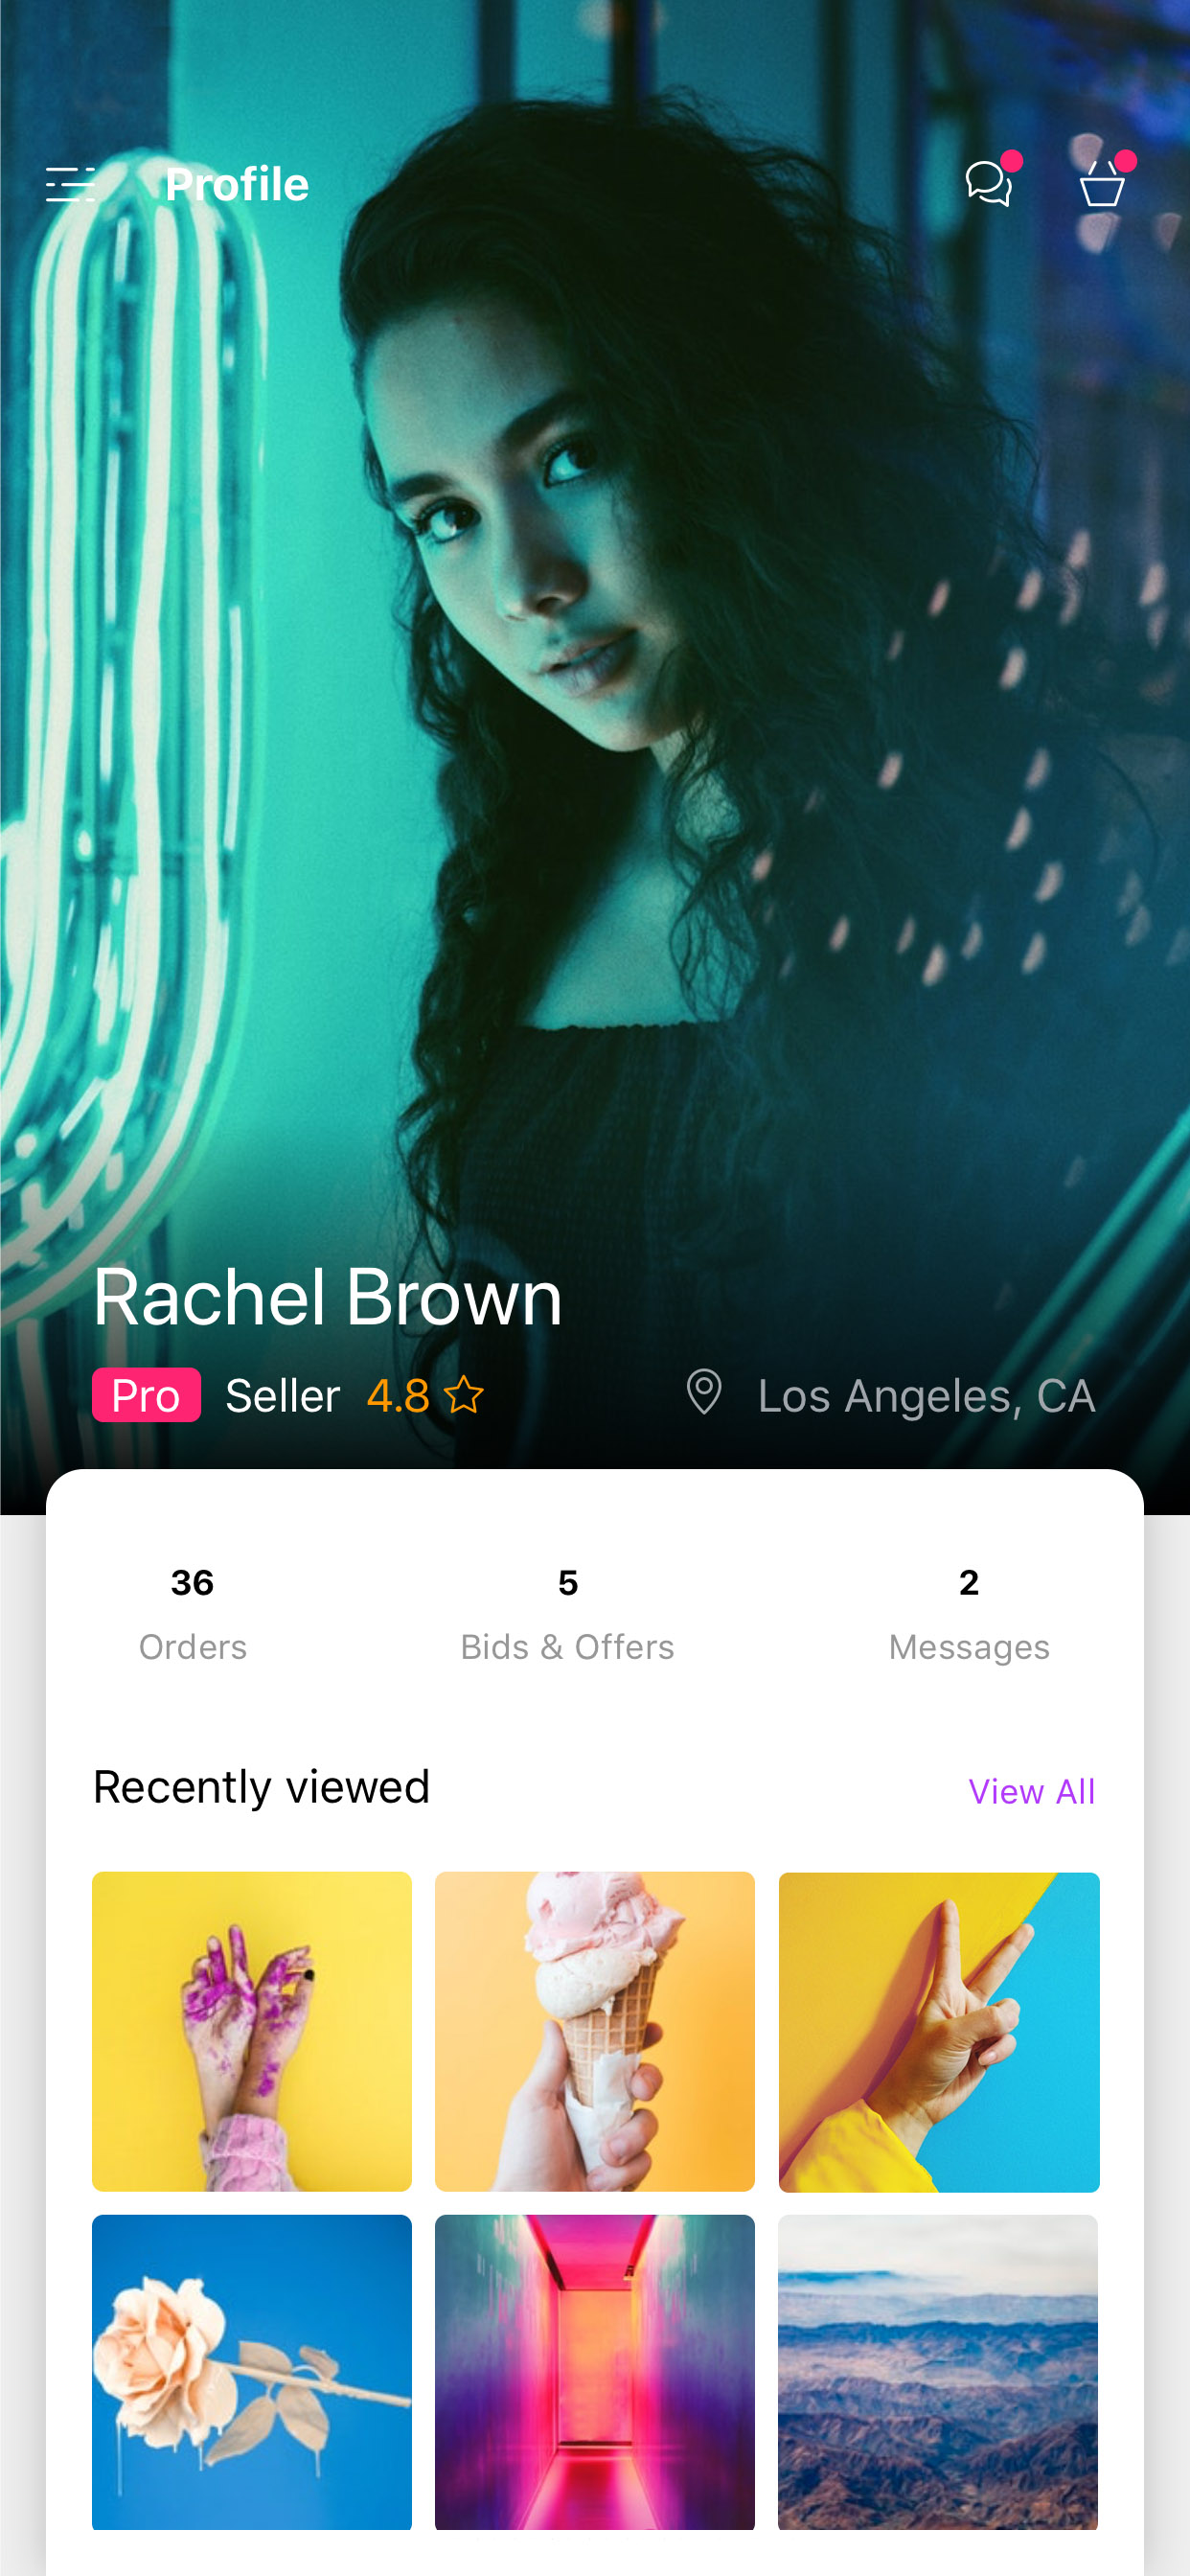 Profile
Rachel Brown
Pro Seller 4.8 Los Angeles, CA
36 5 2
Orders Bids & Offers Messages
Recently viewed View All